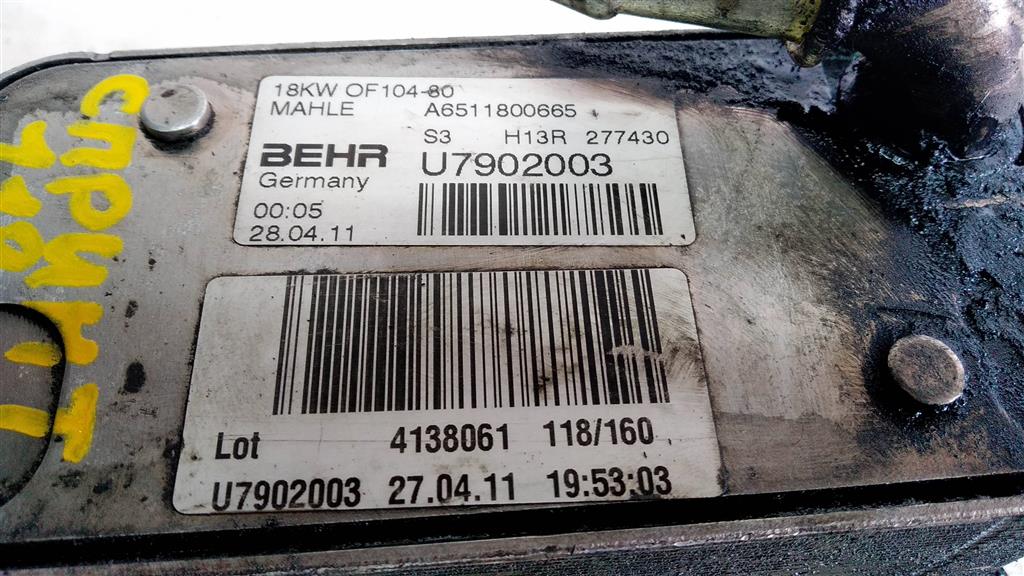 18KW OF104-80
MAHLE A6511800665
S3 H13R 277430
BEHR U7902003
Germany
00:05
28.04.11
Lot 4138061 118/160
U7902003 27.04.11 19:53:03
спринт